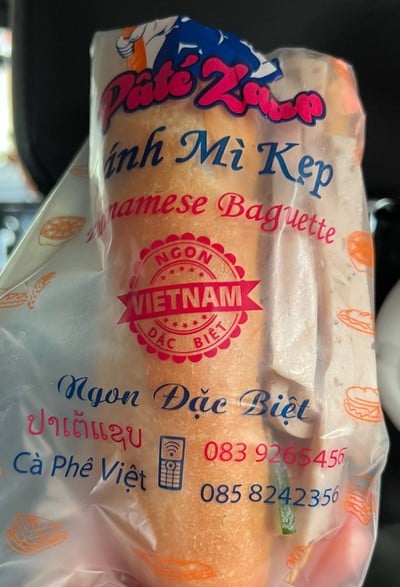 Pâté Zaap
ánh Mì Kẹp
namese Baguette
NGON
VIETNAM
ĐẶC BIỆT
Ngon Đặc Biệt
ປາເຕ້ແຊບ
083 9265456
Cà Phê Việt
085 8242356